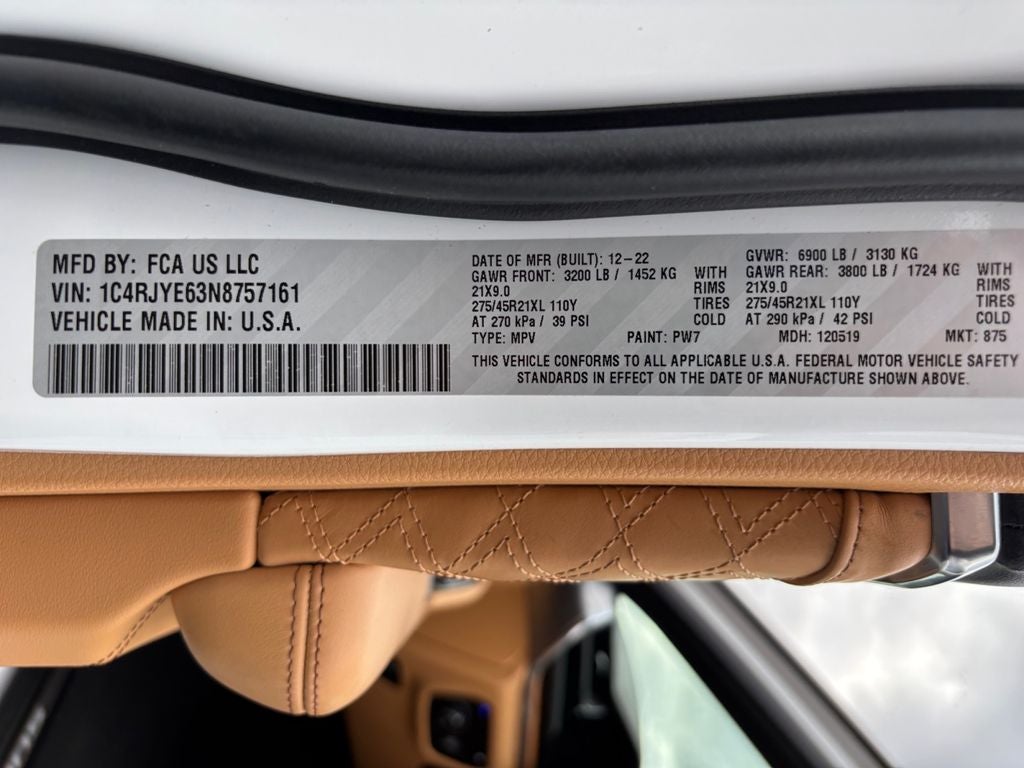 MFD BY: FCA US LLC
VIN: 1C4RJYE63N8757161
VEHICLE MADE IN: U.S.A.
DATE OF MFR (BUILT): 12-22
GAWR FRONT: 3200 LB / 1452 KG WITH
21X9.0 RIMS
275/45R21XL 110Y TIRES
AT 270 kPa / 39 PSI COLD
TYPE: MPV
GVWR: 6900 LB / 3130 KG
GAWR REAR: 3800 LB / 1724 KG WITH
21X9.0 RIMS
275/45R21XL 110Y TIRES
AT 290 kPa / 42 PSI COLD
PAINT: PW7 MDH: 120519 MKT: 875
THIS VEHICLE CONFORMS TO ALL APPLICABLE U.S.A. FEDERAL MOTOR VEHICLE SAFETY
STANDARDS IN EFFECT ON THE DATE OF MANUFACTURE SHOWN ABOVE.